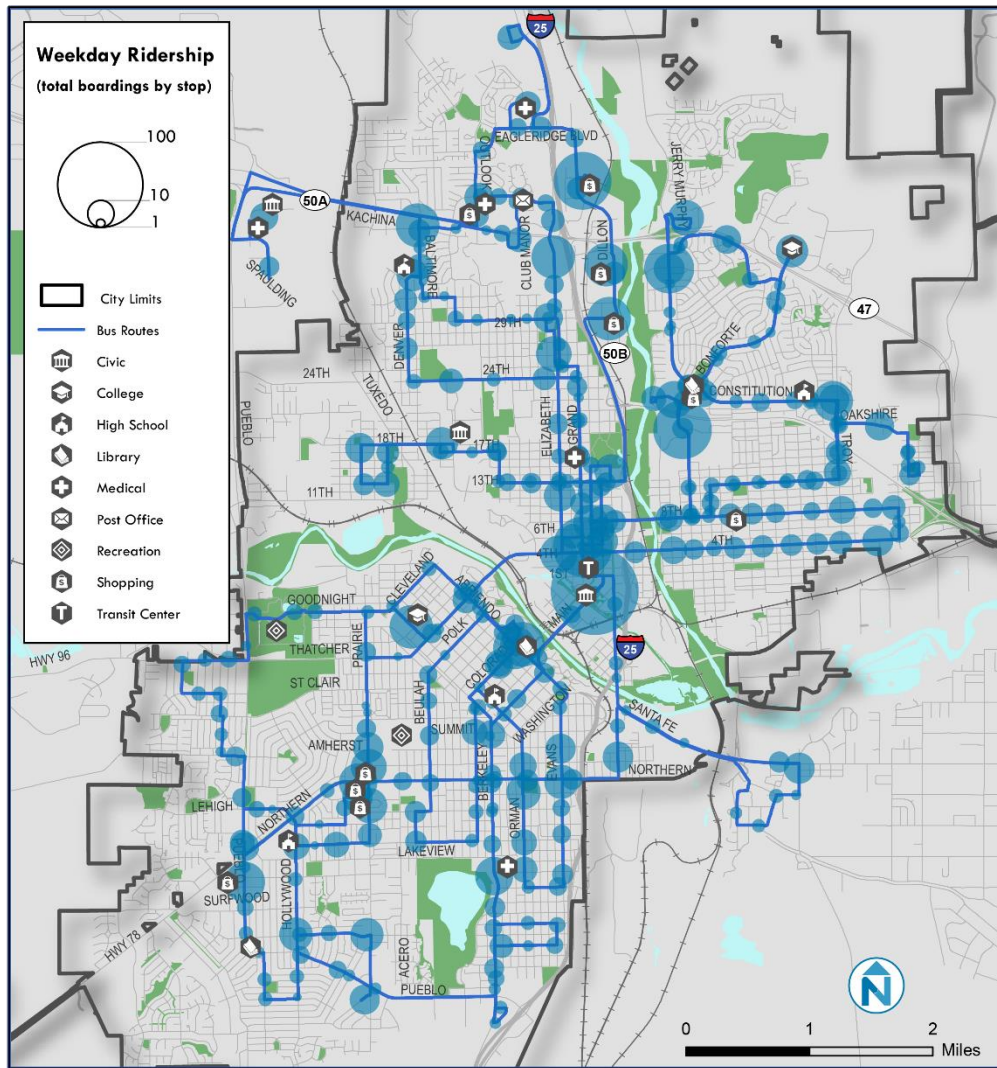 Weekday Ridership
(total boardings by stop)
100
10
1
City Limits
Bus Routes
Civic
College
High School
Library
Medical
Post Office
Recreation
Shopping
T
Transit Center
25
EAGLERIDGE BLVD
OUTLOOK
JERRY MURPHY
50A
KACHINA
CLUB MANOR
DILLON
BALTIMORE
SPAULDING
47
29TH
DENVER
50B
BONFORTE
24TH
24TH
CONSTITUTION
OAKSHIRE
TUXEDO
PUEBLO
ELIZABETH
GRAND
TROY
18TH
17TH
13TH
11TH
8TH
6TH
4TH
4TH
T
1ST
CLEVELAND
ABRIENDO
MAIN
GOODNIGHT
POLK
25
PRAIRIE
THATCHER
HWY 96
COLORADO
ST CLAIR
BEULAH
WASHINGTON
SANTA FE
SUMMIT
AMHERST
BERKELEY
EVANS
NORTHERN
NORTHERN
LEHIGH
ORMAN
LAKEVIEW
HOLLYWOOD
SURFWOOD
HWY 78
ACERO
PUEBLO
N
0 1 2
Miles